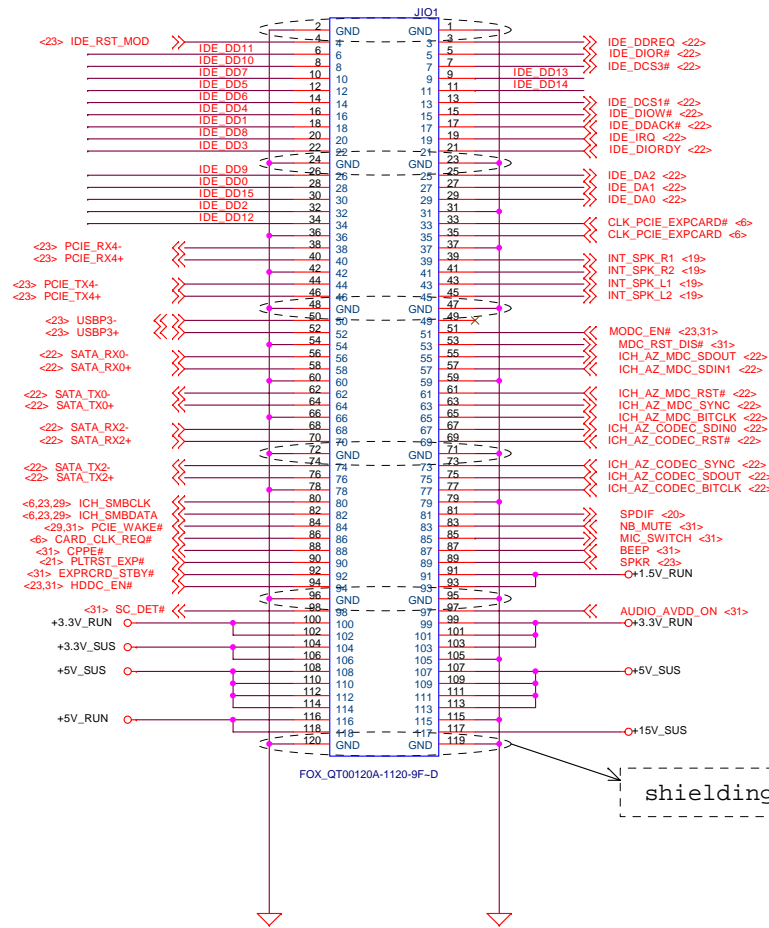 JIO1
2 GND GND 1
<23> IDE_RST_MOD 4 4 3 3 IDE_DDREQ <22>
IDE_DD11 6 6 5 5 IDE_DIOR# <22>
IDE_DD10 8 8 7 7 IDE_DCS3# <22>
IDE_DD7 10 10 9 9 IDE_DD13
IDE_DD5 12 12 11 11 IDE_DD14
IDE_DD6 14 14 13 13 IDE_DCS1# <22>
IDE_DD4 16 16 15 15 IDE_DIOW# <22>
IDE_DD1 18 18 17 17 IDE_DDACK# <22>
IDE_DD8 20 20 19 19 IDE_IRQ <22>
IDE_DD3 22 22 21 21 IDE_DIORDY <22>
24 GND GND 23
IDE_DD9 26 26 25 25 IDE_DA2 <22>
IDE_DD0 28 28 27 27 IDE_DA1 <22>
IDE_DD15 30 30 29 29 IDE_DA0 <22>
IDE_DD2 32 32 31 31
IDE_DD12 34 34 33 33 CLK_PCIE_EXPCARD# <6>
36 36 35 35 CLK_PCIE_EXPCARD <6>
<23> PCIE_RX4- 38 38 37 37
<23> PCIE_RX4+ 40 40 39 39 INT_SPK_R1 <19>
42 42 41 41 INT_SPK_R2 <19>
<23> PCIE_TX4- 44 44 43 43 INT_SPK_L1 <19>
<23> PCIE_TX4+ 46 46 45 45 INT_SPK_L2 <19>
48 GND GND 47
<23> USBP3- 50 50 49 49
<23> USBP3+ 52 52 51 51 MODC_EN# <23,31>
54 54 53 53 MDC_RST_DIS# <31>
<22> SATA_RX0- 56 56 55 55 ICH_AZ_MDC_SDOUT <22>
<22> SATA_RX0+ 58 58 57 57 ICH_AZ_MDC_SDIN1 <22>
60 60 59 59
<22> SATA_TX0- 62 62 61 61 ICH_AZ_MDC_RST# <22>
<22> SATA_TX0+ 64 64 63 63 ICH_AZ_MDC_SYNC <22>
66 66 65 65 ICH_AZ_MDC_BITCLK <22>
<22> SATA_RX2- 68 68 67 67 ICH_AZ_CODEC_SDIN0 <22>
<22> SATA_RX2+ 70 70 69 69 ICH_AZ_CODEC_RST# <22>
72 GND GND 71
<22> SATA_TX2- 74 74 73 73 ICH_AZ_CODEC_SYNC <22>
<22> SATA_TX2+ 76 76 75 75 ICH_AZ_CODEC_SDOUT <22>
78 78 77 77 ICH_AZ_CODEC_BITCLK <22>
<6,23,29> ICH_SMBCLK 80 80 79 79
<6,23,29> ICH_SMBDATA 82 82 81 81 SPDIF <20>
<29,31> PCIE_WAKE# 84 84 83 83 NB_MUTE <31>
<6> CARD_CLK_REQ# 86 86 85 85 MIC_SWITCH <31>
<31> CPPE# 88 88 87 87 BEEP <31>
<21> PLTRST_EXP# 90 90 89 89 SPKR <23>
<31> EXPRCRD_STBY# 92 92 91 91 +1.5V_RUN
<23,31> HDDC_EN# 94 94 93 93
96 GND GND 95
<31> SC_DET# 98 98 97 97 AUDIO_AVDD_ON <31>
+3.3V_RUN 100 100 99 99 +3.3V_RUN
102 102 101 101
+3.3V_SUS 104 104 103 103
106 106 105 105
+5V_SUS 108 108 107 107 +5V_SUS
110 110 109 109
112 112 111 111
114 114 113 113
+5V_RUN 116 116 115 115
118 118 117 117 +15V_SUS
120 GND GND 119
FOX_QT00120A-1120-9F~D
shielding